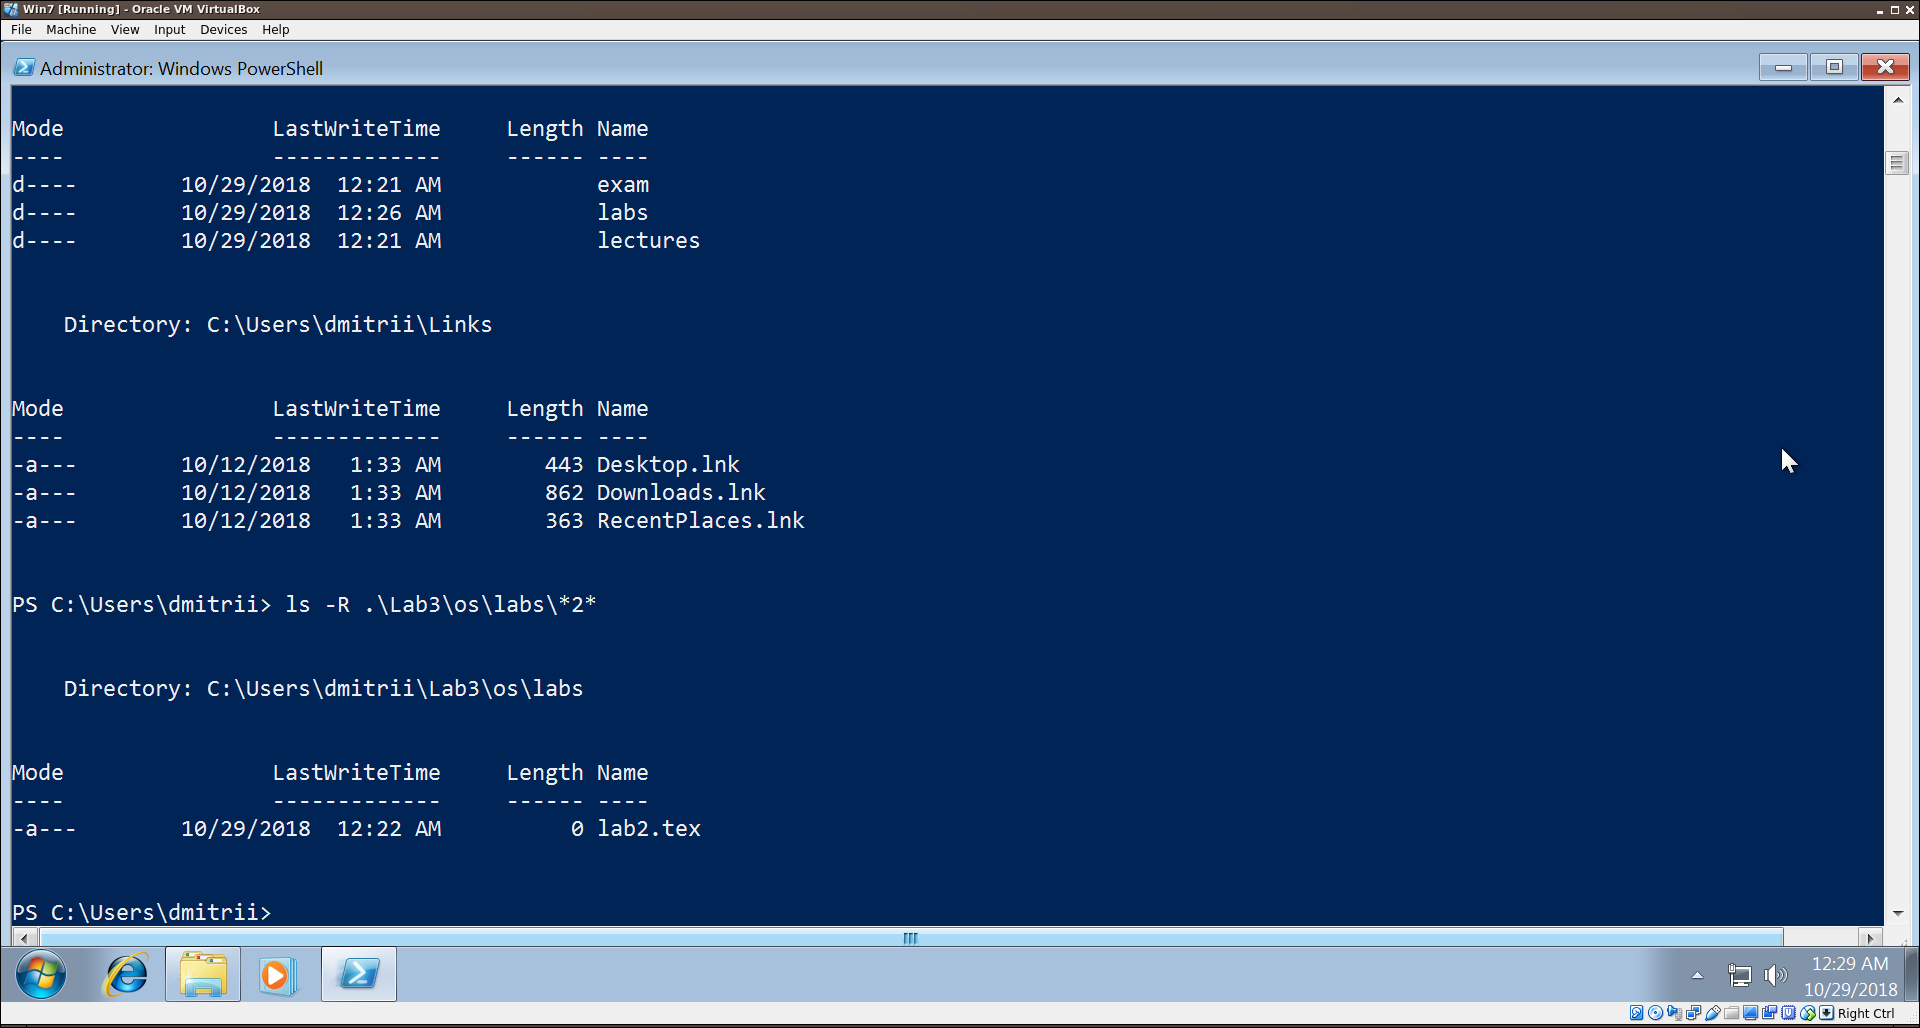 Win7 [Running] - Oracle VM VirtualBox
File Machine View Input Devices Help
Administrator: Windows PowerShell
Mode                LastWriteTime     Length Name
----                -------------     ------ ----
d----        10/29/2018  12:21 AM            exam
d----        10/29/2018  12:26 AM            labs
d----        10/29/2018  12:21 AM            lectures
    Directory: C:\Users\dmitrii\Links
Mode                LastWriteTime     Length Name
----                -------------     ------ ----
-a---        10/12/2018   1:33 AM        443 Desktop.lnk
-a---        10/12/2018   1:33 AM        862 Downloads.lnk
-a---        10/12/2018   1:33 AM        363 RecentPlaces.lnk
PS C:\Users\dmitrii> ls -R .\Lab3\os\labs\*2*
    Directory: C:\Users\dmitrii\Lab3\os\labs
Mode                LastWriteTime     Length Name
----                -------------     ------ ----
-a---        10/29/2018  12:22 AM          0 lab2.tex
PS C:\Users\dmitrii>
12:29 AM
10/29/2018
Right Ctrl